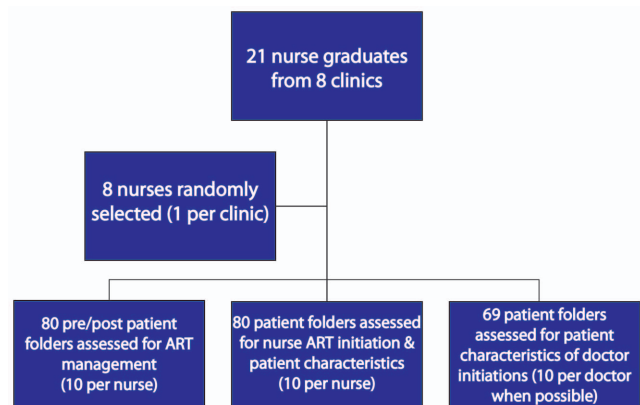 21 nurse graduates
from 8 clinics
8 nurses randomly
selected (1 per clinic)
80 pre/post patient
folders assessed for ART
management
(10 per nurse)
80 patient folders assessed
for nurse ART initiation &
patient characteristics
(10 per nurse)
69 patient folders
assessed for patient
characteristics of doctor
initiations (10 per doctor
when possible)